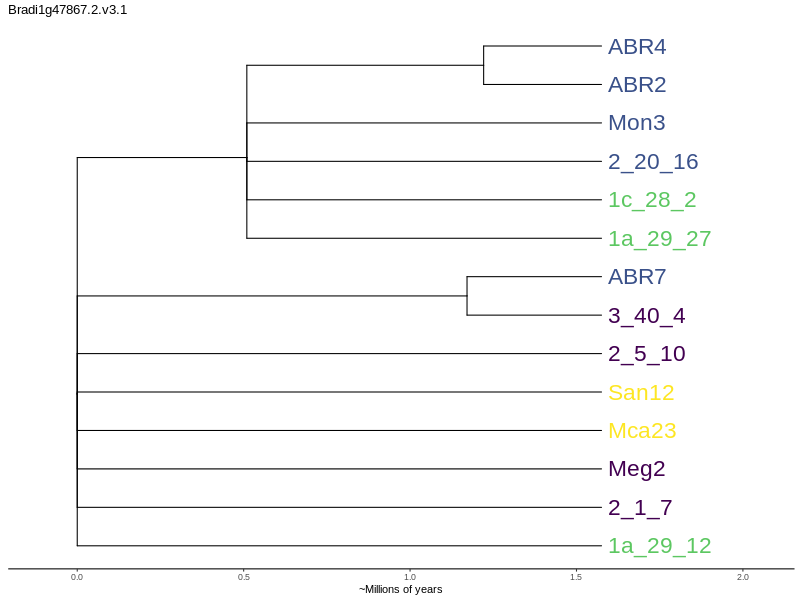 Bradi1g47867.2.v3.1
ABR4
ABR2
Mon3
2_20_16
1c_28_2
1a_29_27
ABR7
3_40_4
2_5_10
San12
Mca23
Meg2
2_1_7
1a_29_12
0.0 0.5 1.0 1.5 2.0
~Millions of years